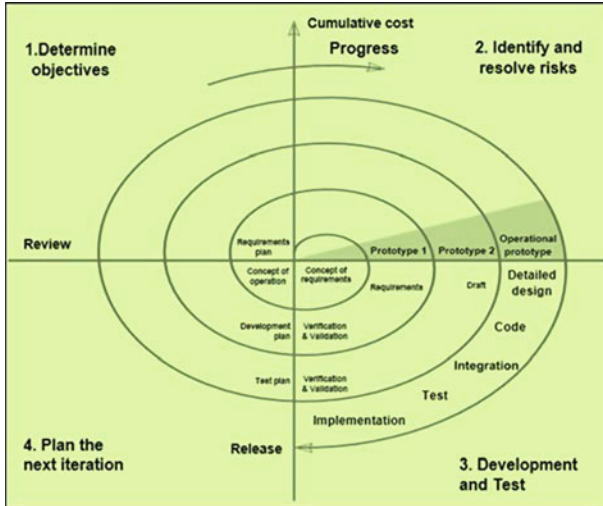 Cumulative cost
Progress
1.Determine
objectives
2. Identify and
resolve risks
Review
Requirements
plan
Prototype 1
Prototype 2
Operational
prototype
Concept of
operation
Concept of
requirements
Requirements
Draft
Detailed
design
Development
plan
Verification
& Validation
Code
Integration
Test plan
Verification
& Validation
Test
Implementation
4. Plan the
next iteration
Release
3. Development
and Test